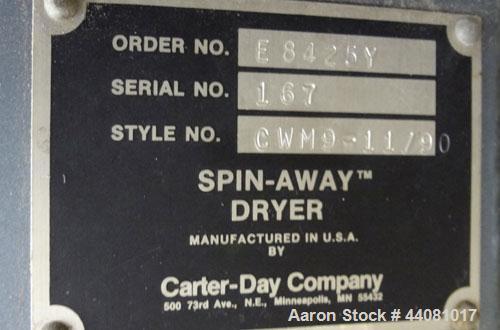 ORDER NO. E8425Y
SERIAL NO. 167
STYLE NO. CWM9-11/90
SPIN-AWAY™
DRYER
MANUFACTURED IN U.S.A.
BY
Carter-Day Company
500 73rd Ave., N.E., Minneapolis, MN 55432
Aaron Stock # 44081017